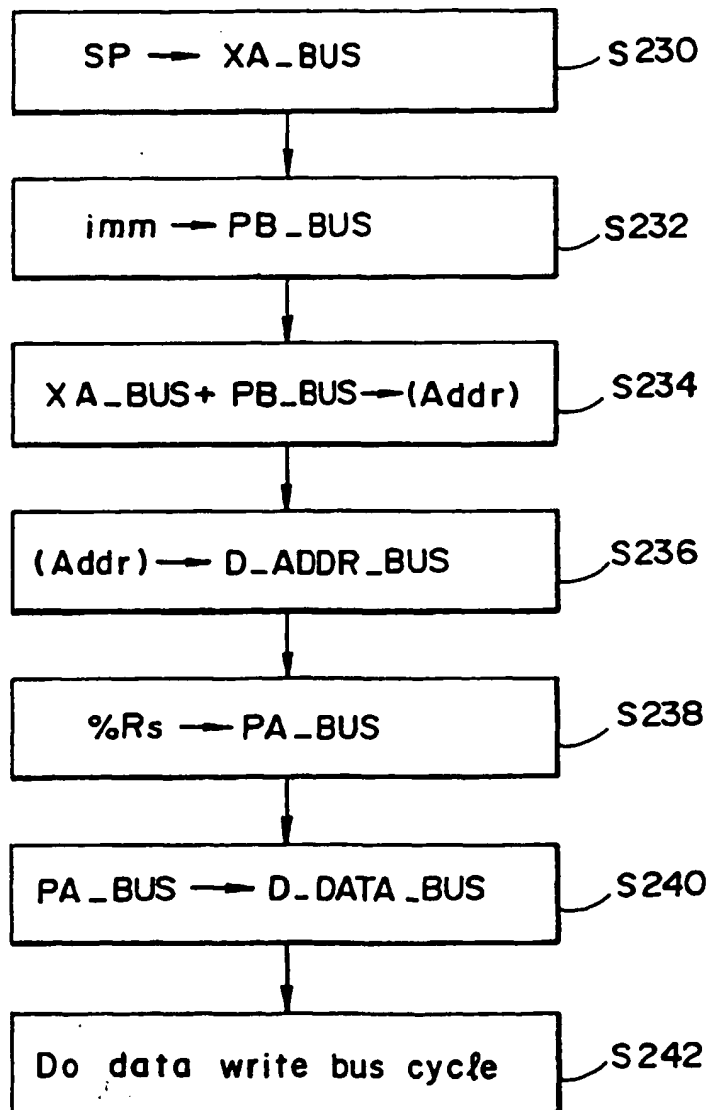 SP → XA_BUS S230
imm → PB_BUS S232
XA_BUS+ PB_BUS→(Addr) S234
(Addr)→ D_ADDR_BUS S236
%Rs → PA_BUS S238
PA_BUS → D_DATA_BUS S240
Do data write bus cycle S242